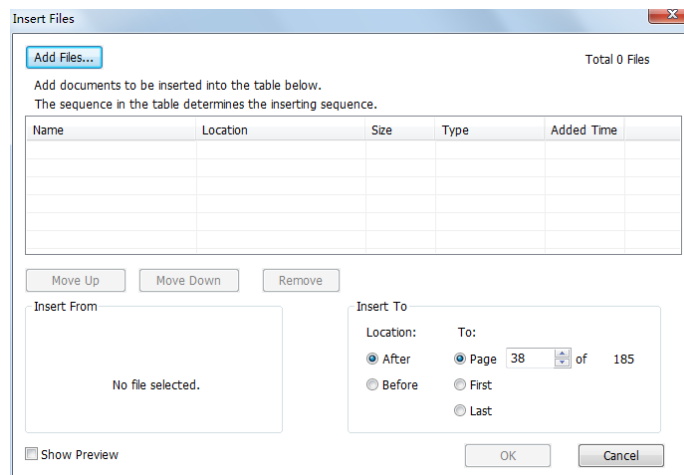 Insert Files
Add Files...
Total 0 Files
Add documents to be inserted into the table below.
The sequence in the table determines the inserting sequence.
Name Location Size Type Added Time
Move Up Move Down Remove
Insert From
No file selected.
Insert To
Location: To:
After Page 38 of 185
Before First
Last
Show Preview
OK Cancel